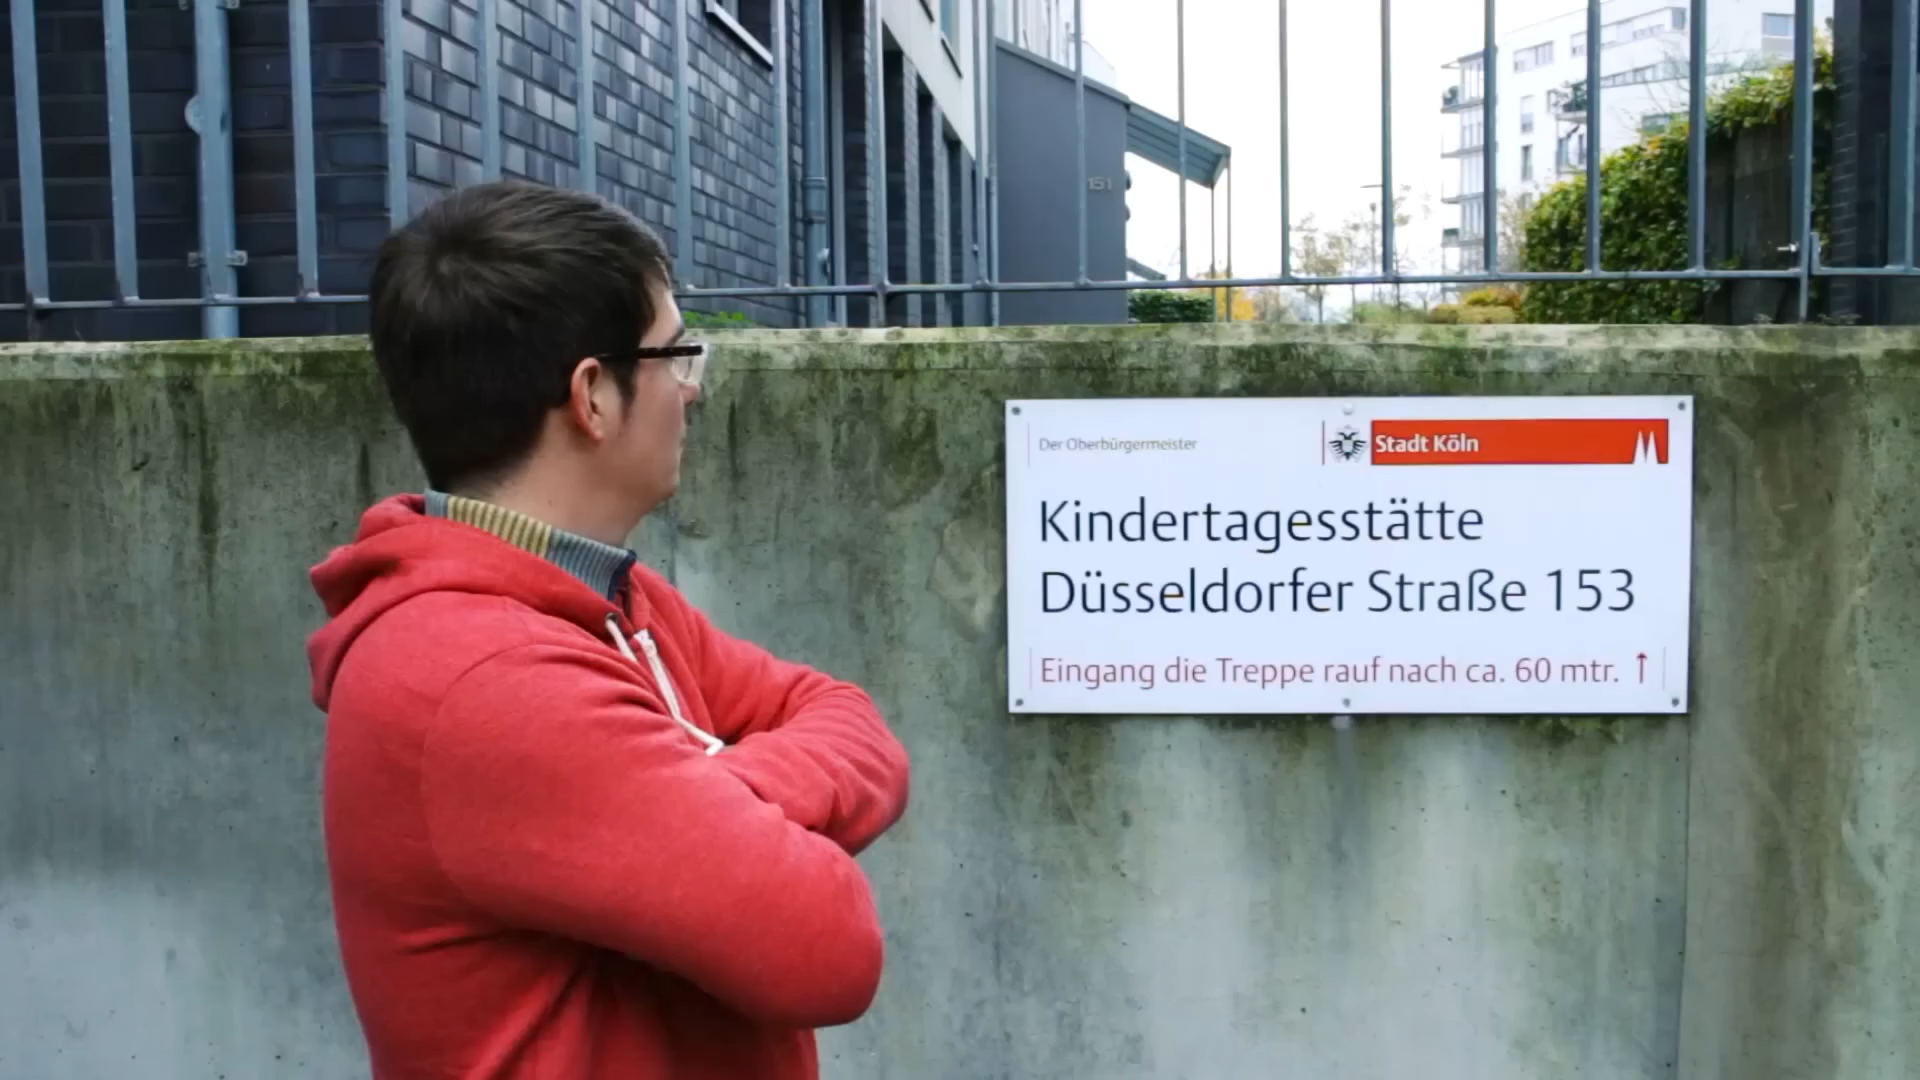 151
Der Oberbürgermeister
Stadt Köln
Kindertagesstätte
Düsseldorfer Straße 153
Eingang die Treppe rauf nach ca. 60 mtr. ↑